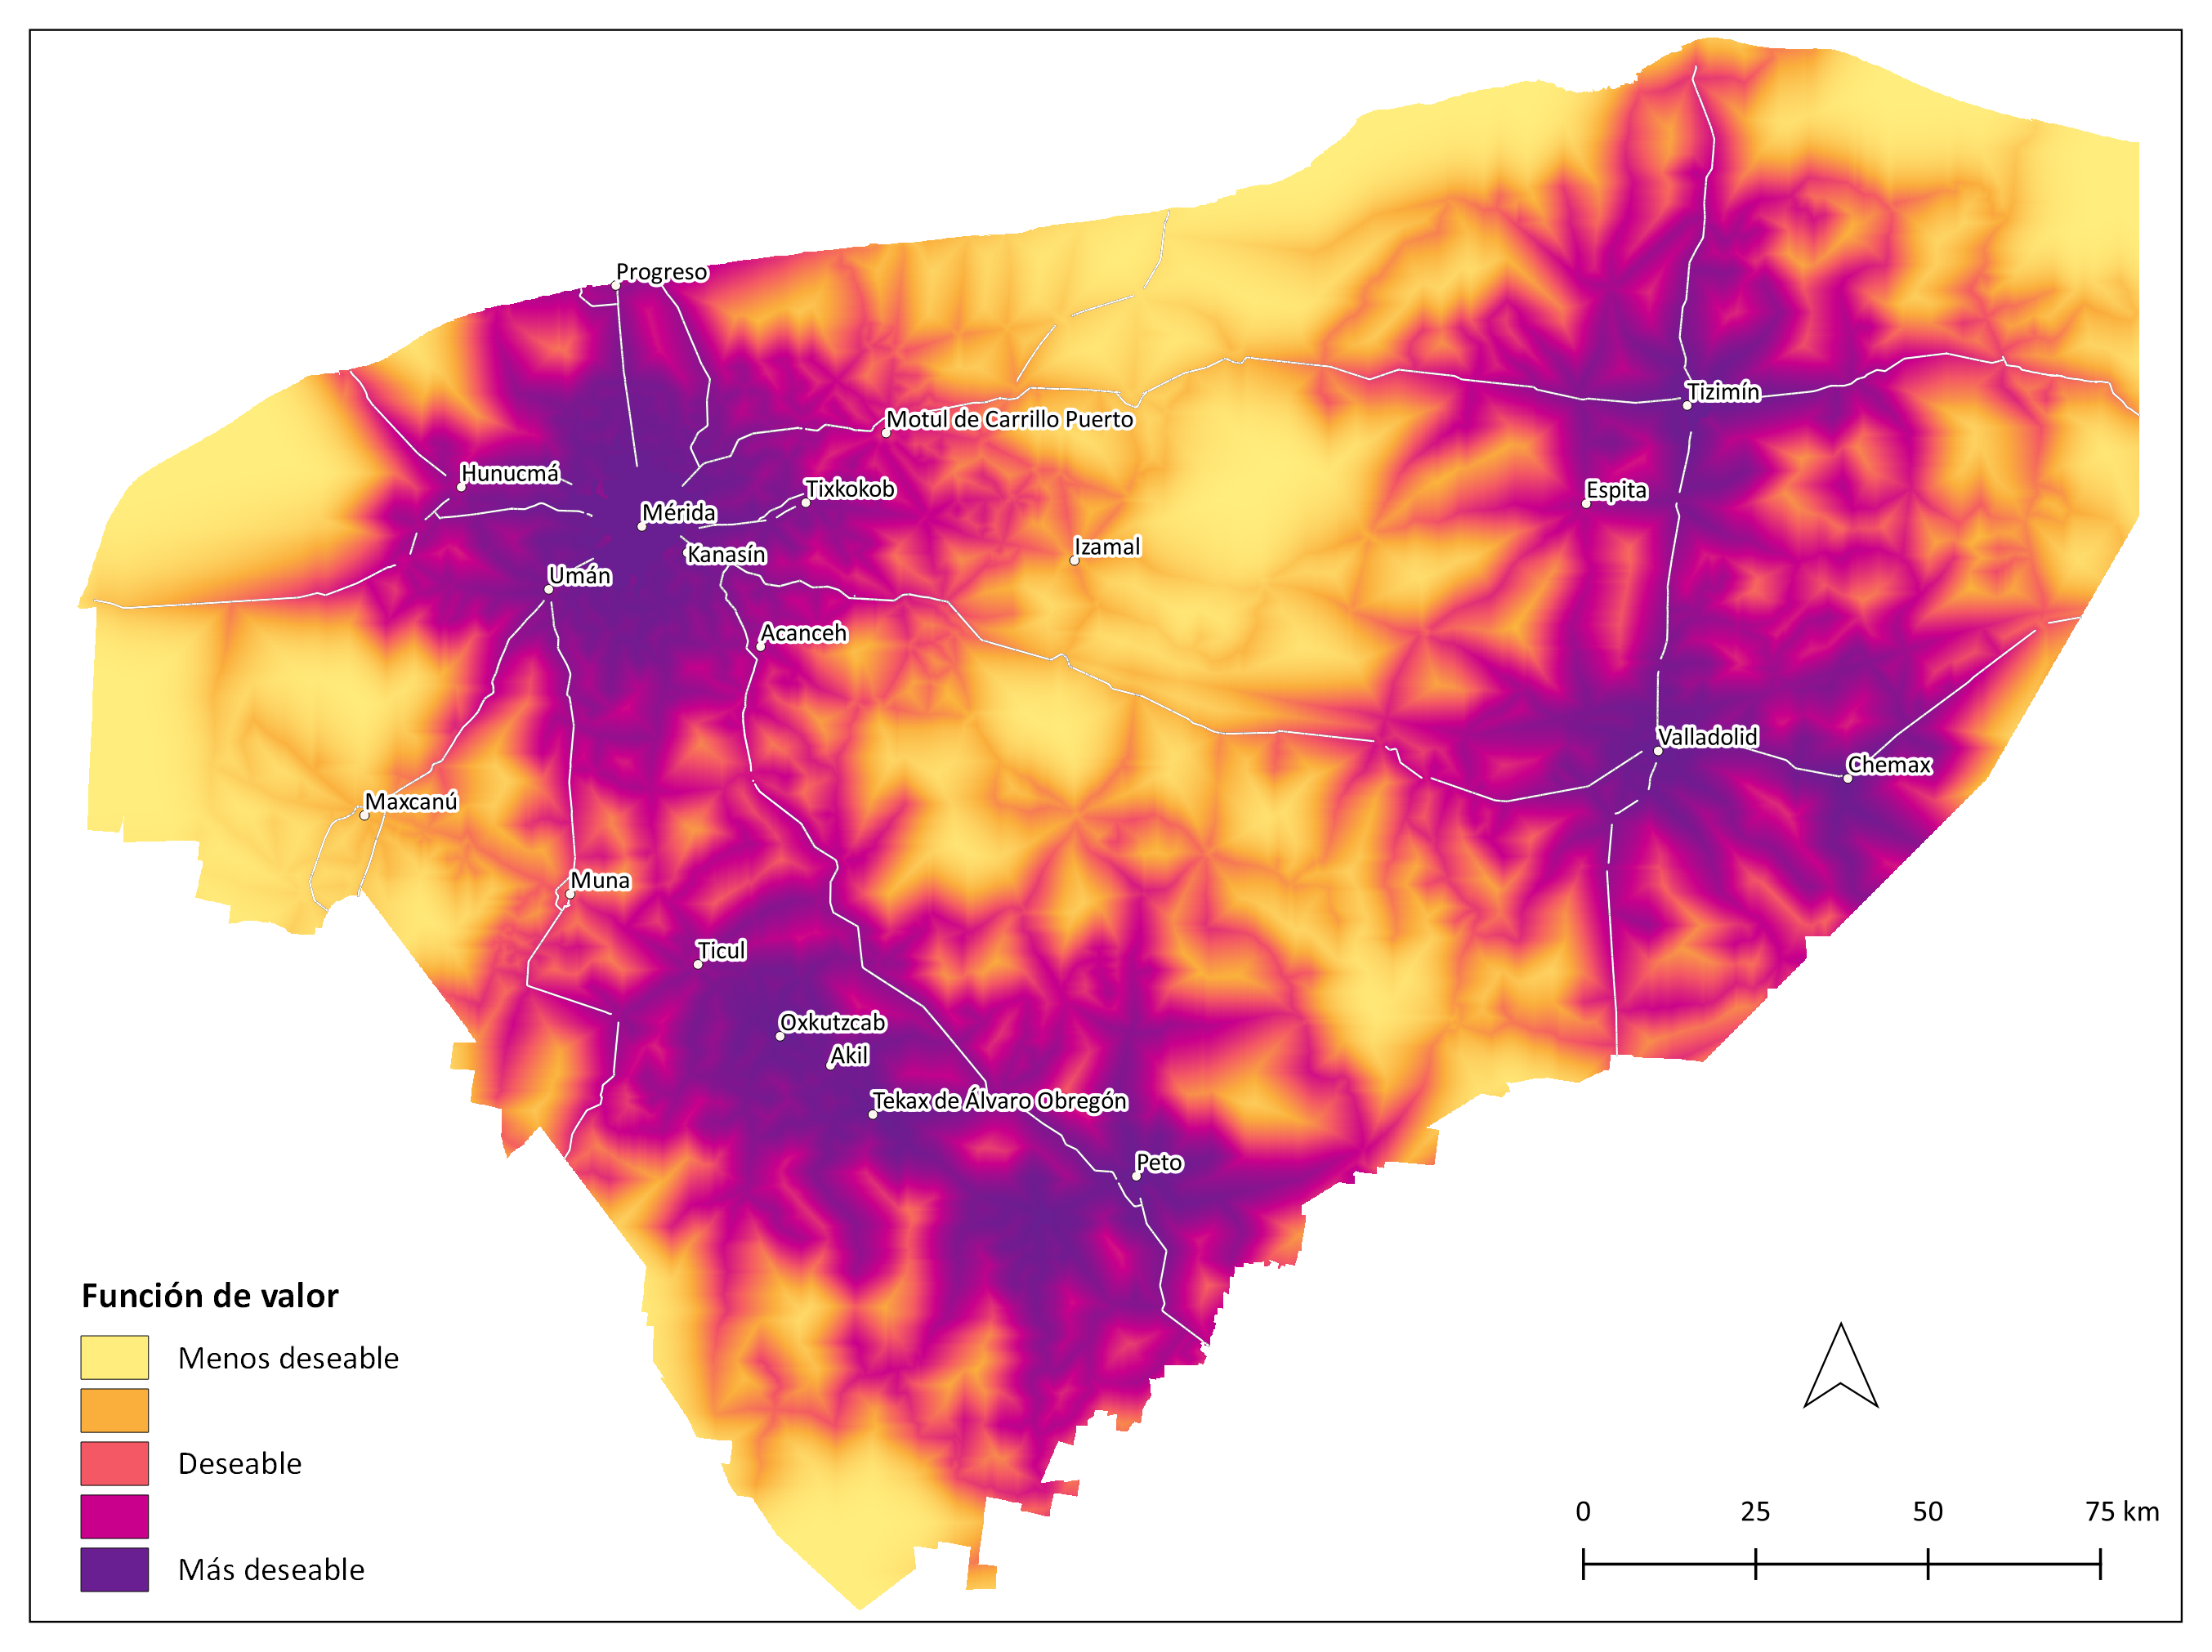 Progreso
Tizimín
Motul de Carrillo Puerto
Hunucmá
Tixkokob
Espita
Mérida
Kanasín
Izamal
Umán
Acanceh
Valladolid
Chemax
Maxcanú
Muna
Ticul
Oxkutzcab
Akil
Tekax de Álvaro Obregón
Peto
Función de valor
Menos deseable
Deseable
Más deseable
0 25 50 75 km